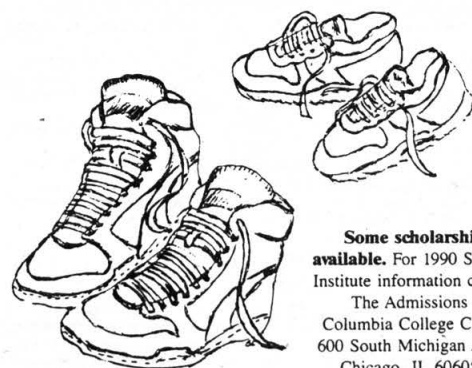 Some
available. For 1990
Institute information
The Admissions
Columbia College
600 South Michigan
Chicago, IL